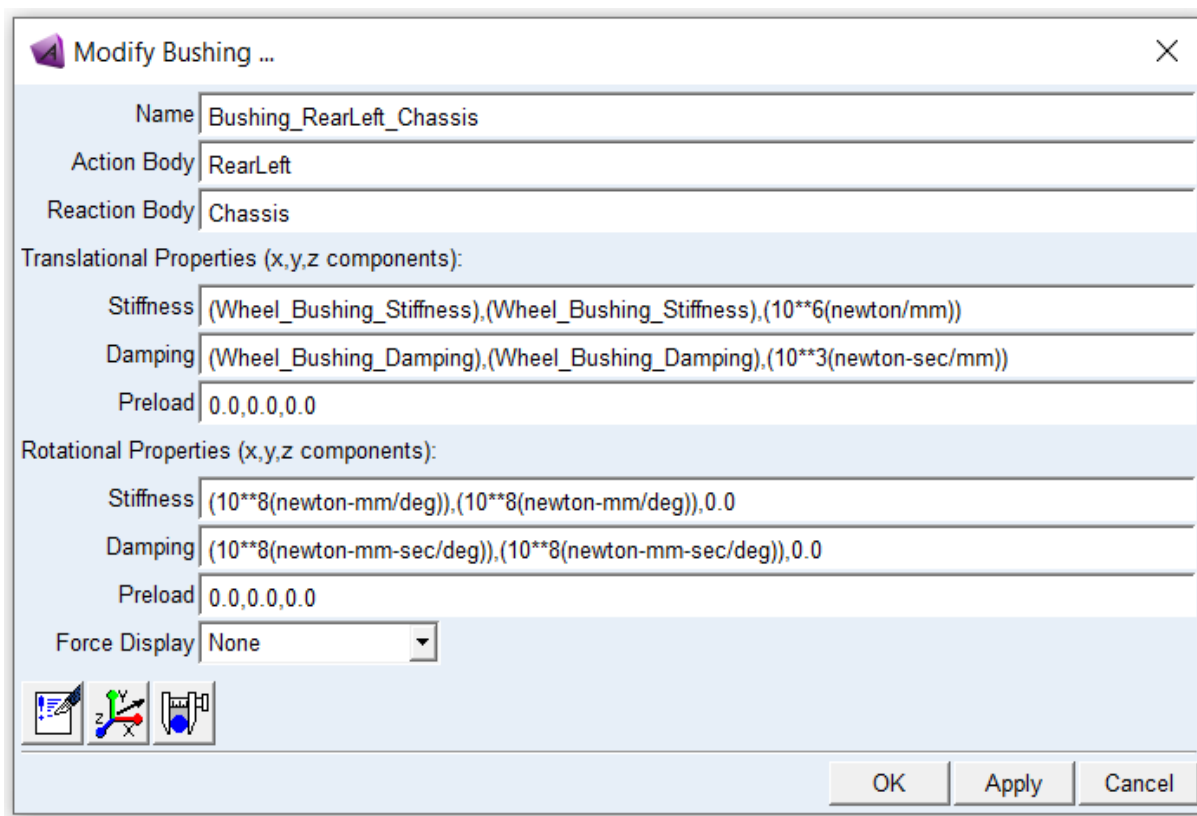 Modify Bushing ...
Name Bushing_RearLeft_Chassis
Action Body RearLeft
Reaction Body Chassis
Translational Properties (x,y,z components):
Stiffness (Wheel_Bushing_Stiffness),(Wheel_Bushing_Stiffness),(10**6(newton/mm))
Damping (Wheel_Bushing_Damping),(Wheel_Bushing_Damping),(10**3(newton-sec/mm))
Preload 0.0,0.0,0.0
Rotational Properties (x,y,z components):
Stiffness (10**8(newton-mm/deg)),(10**8(newton-mm/deg)),0.0
Damping (10**8(newton-mm-sec/deg)),(10**8(newton-mm-sec/deg)),0.0
Preload 0.0,0.0,0.0
Force Display None
Y
Z
X
OK Apply Cancel